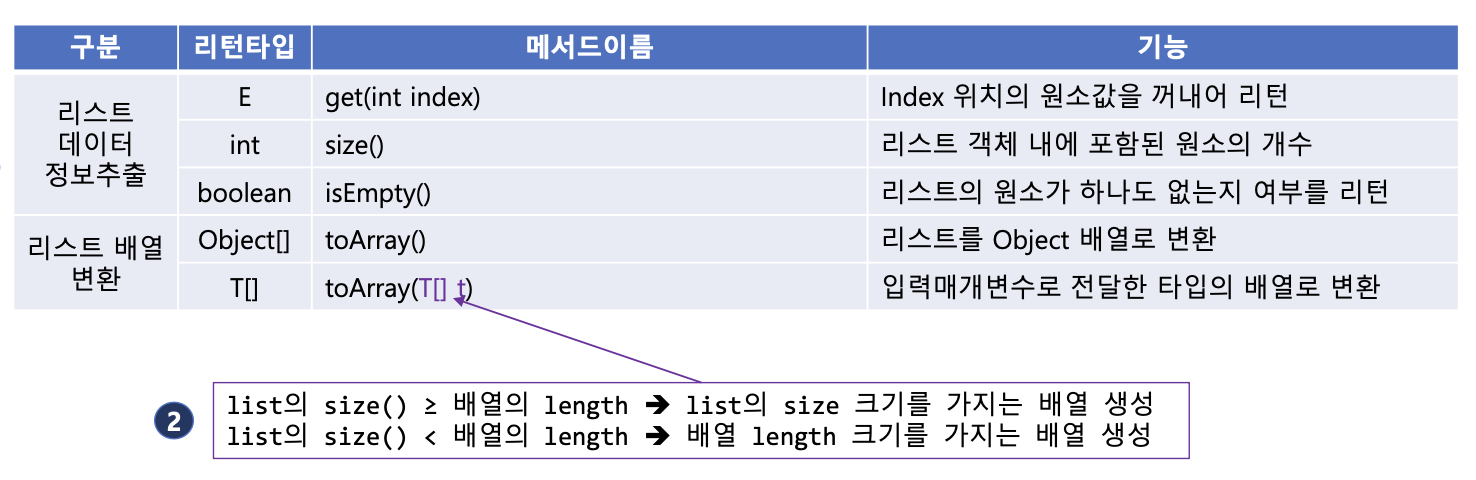 구분 리턴타입 메서드이름 기능
리스트
데이터
정보추출
E get(int index) Index 위치의 원소값을 꺼내어 리턴
int size() 리스트 객체 내에 포함된 원소의 개수
boolean isEmpty() 리스트의 원소가 하나도 없는지 여부를 리턴
리스트 배열
변환
Object[] toArray() 리스트를 Object 배열로 변환
T[] toArray(T[] t) 입력매개변수로 전달한 타입의 배열로 변환
2
list의 size() ≥ 배열의 length ➔ list의 size 크기를 가지는 배열 생성
list의 size() < 배열의 length ➔ 배열 length 크기를 가지는 배열 생성